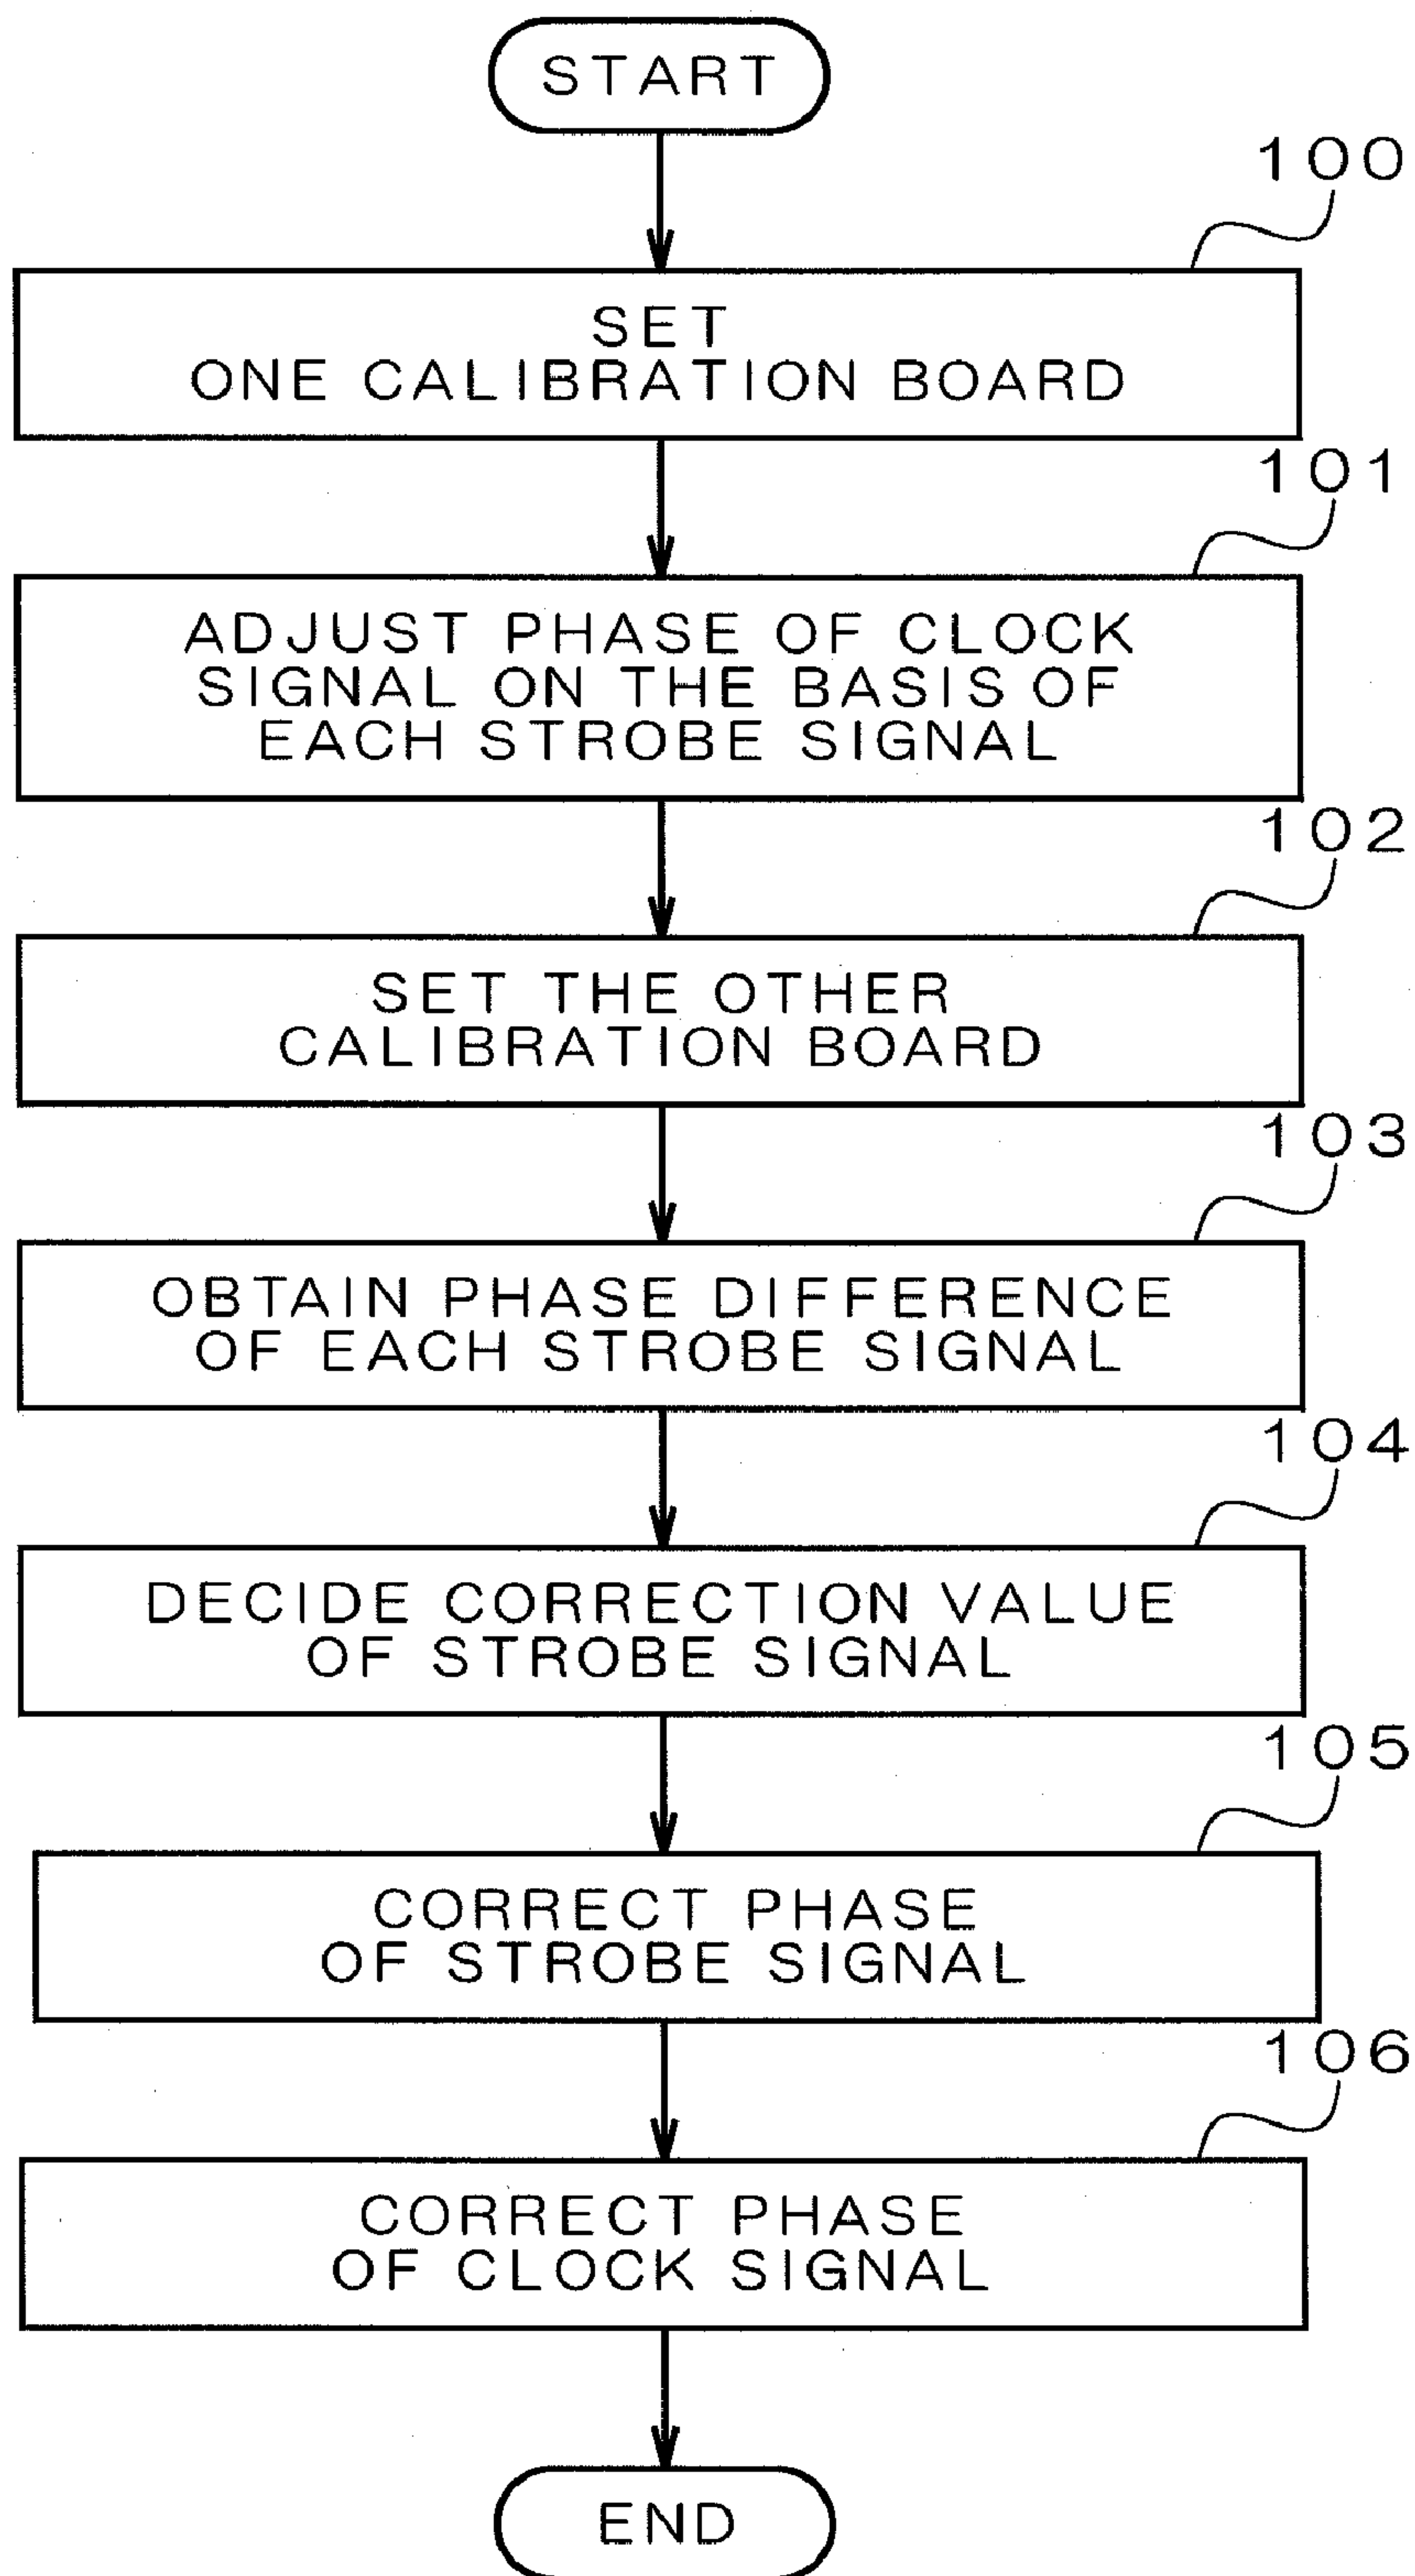 START
100
SET
ONE CALIBRATION BOARD
101
ADJUST PHASE OF CLOCK
SIGNAL ON THE BASIS OF
EACH STROBE SIGNAL
102
SET THE OTHER
CALIBRATION BOARD
103
OBTAIN PHASE DIFFERENCE
OF EACH STROBE SIGNAL
104
DECIDE CORRECTION VALUE
OF STROBE SIGNAL
105
CORRECT PHASE
OF STROBE SIGNAL
106
CORRECT PHASE
OF CLOCK SIGNAL
END